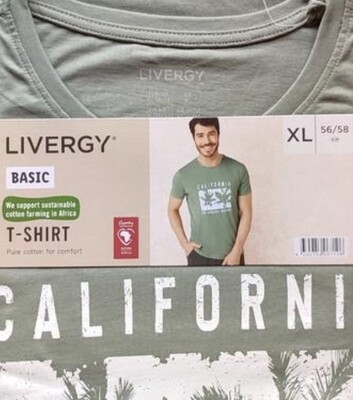 LIVERGY
LIVERGY®
XL 56/58
BASIC
We support sustainable
cotton farming in Africa
T-SHIRT
Pure cotton for comfort
CALIFORNIA
CALIFORNI